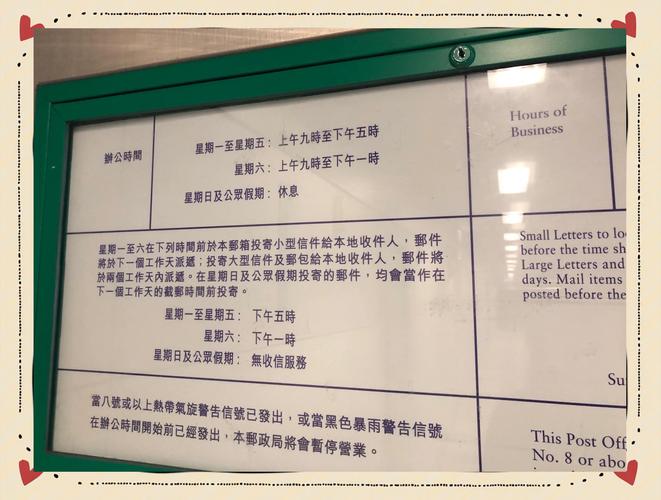 辦公時間
星期一至星期五：上午九時至下午五時
星期六：上午九時至下午一時
星期日及公眾假期：休息
Hours of
Business
星期一至六在下列時間前於本郵箱投寄小型信件給本地收件人，郵件
將於下一個工作天派遞；投寄大型信件及郵包給本地收件人，郵件將
於兩個工作天內派遞。在星期日及公眾假期投寄的郵件，均會當作在
下一個工作天的截郵時間前投寄。
星期一至星期五：下午五時
星期六：下午一時
星期日及公眾假期：無收信服務
Small Letters to lo
before the time sh
Large Letters and
days. Mail items
posted before the
Su
當八號或以上熱帶氣旋警告信號已發出，或當黑色暴雨警告信號
在辦公時間開始前已經發出，本郵政局將會暫停營業。
This Post Off
No. 8 or abo